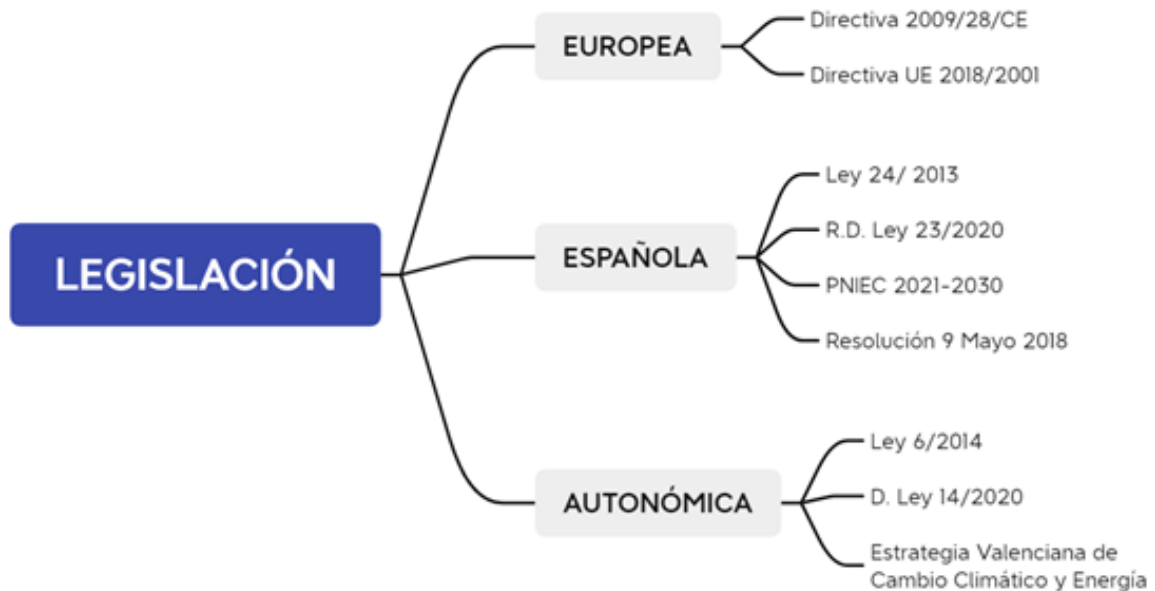 LEGISLACIÓN
EUROPEA
Directiva 2009/28/CE
Directiva UE 2018/2001
ESPAÑOLA
Ley 24/ 2013
R.D. Ley 23/2020
PNIEC 2021-2030
Resolución 9 Mayo 2018
AUTONÓMICA
Ley 6/2014
D. Ley 14/2020
Estrategia Valenciana de
Cambio Climático y Energía